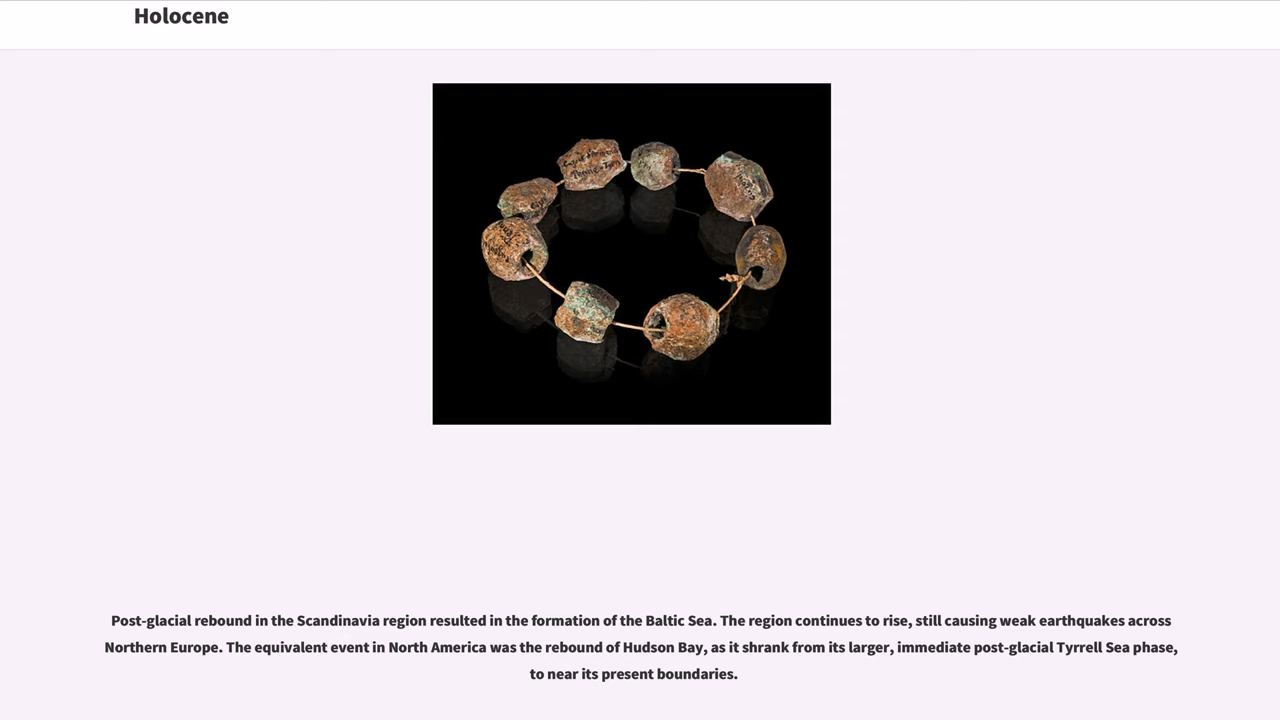 Holocene
Post-glacial rebound in the Scandinavia region resulted in the formation of the Baltic Sea. The region continues to rise, still causing weak earthquakes across
Northern Europe. The equivalent event in North America was the rebound of Hudson Bay, as it shrank from its larger, immediate post-glacial Tyrrell Sea phase,
to near its present boundaries.